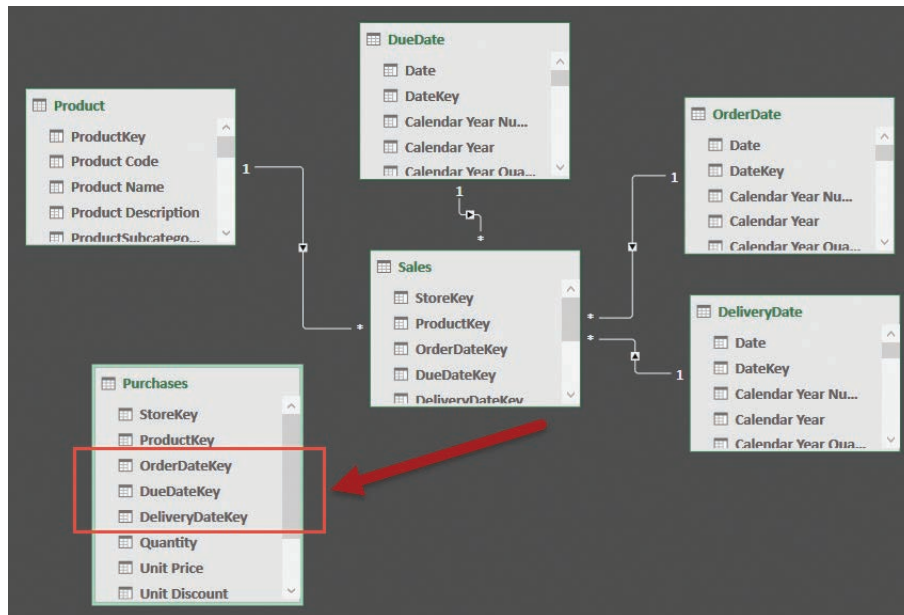 DueDate
Date
DateKey
Calendar Year Nu...
Calendar Year
Calendar Year Qua...
Product
ProductKey
Product Code
Product Name
Product Description
ProductSubcatego...
OrderDate
Date
DateKey
Calendar Year Nu...
Calendar Year
Calendar Year Qua...
1
1
1
*
Sales
StoreKey
ProductKey
OrderDateKey
DueDateKey
DeliveryDateKey
*
*
*
1
DeliveryDate
Date
DateKey
Calendar Year Nu...
Calendar Year
Calendar Year Qua...
Purchases
StoreKey
ProductKey
OrderDateKey
DueDateKey
DeliveryDateKey
Quantity
Unit Price
Unit Discount